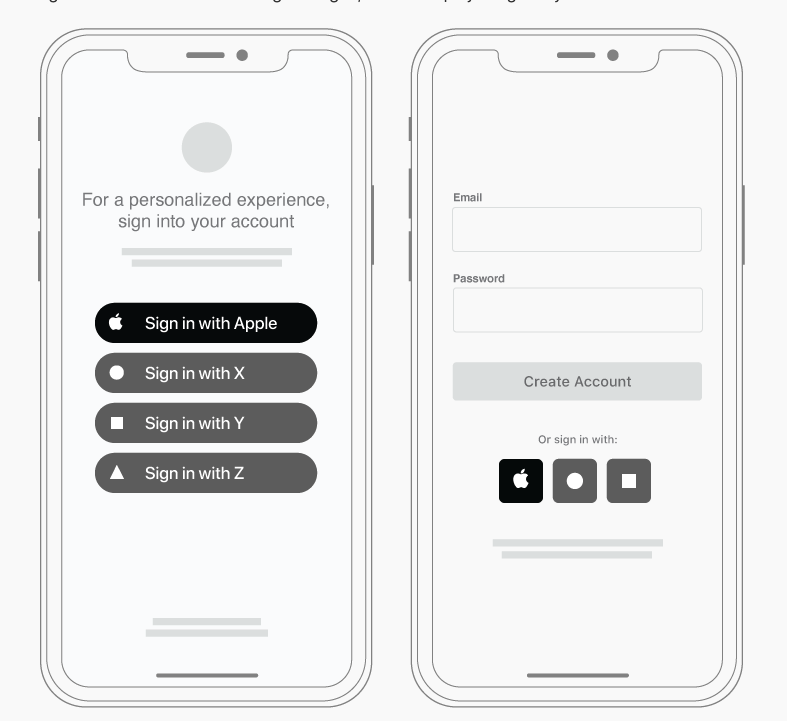 For a personalized experience,
sign into your account
Sign in with Apple
Sign in with X
Sign in with Y
Sign in with Z
Email
Password
Create Account
Or sign in with: